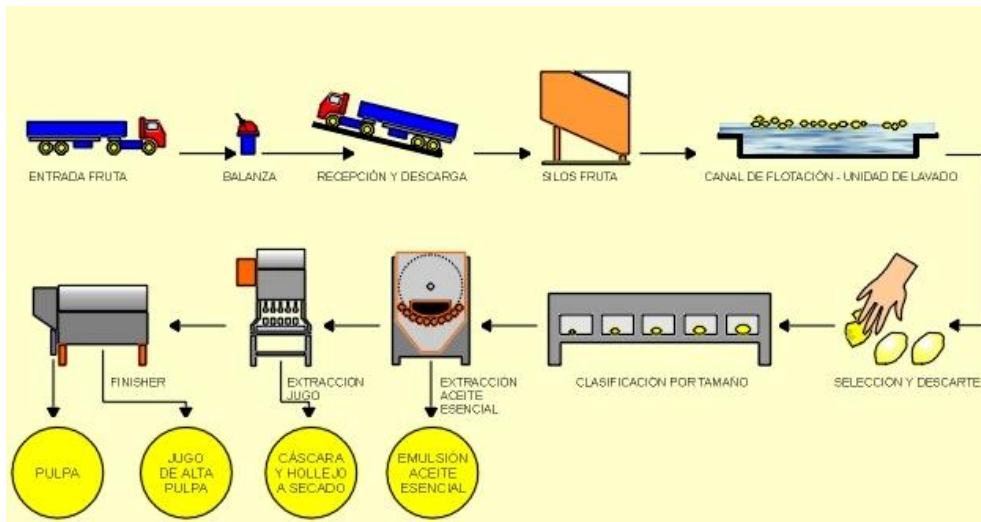 ENTRADA FRUTA
BALANZA
RECEPCIÓN Y DESCARGA
SILOS FRUTA
CANAL DE FLOTACIÓN - UNIDAD DE LAVADO
FINISHER
EXTRACCION
JUGO
EXTRACCIÓN
ACEITE
ESENCIAL
CLASIFICACIÓN POR TAMAÑO
SELECCIÓN Y DESCARTE
PULPA
JUGO
DE ALTA
PULPA
CÁSCARA
Y HOLLEJO
A SECADO
EMULSIÓN
ACEITE
ESENCIAL